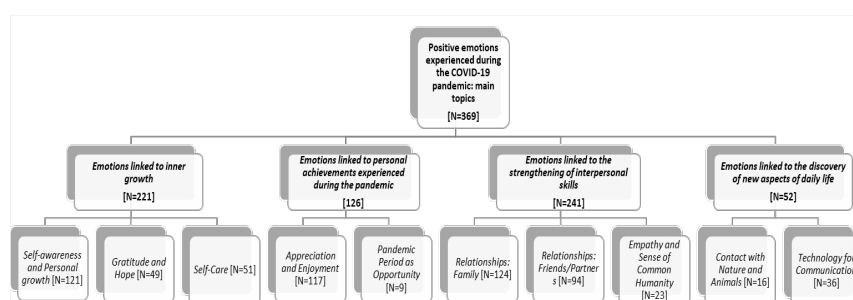 Positive emotions
experienced during
the COVID-19
pandemic: main
topics
[N=369]
Emotions linked to inner
growth
[N=221]
Emotions linked to personal
achievements experienced
during the pandemic
[126]
Emotions linked to the
strengthening of interpersonal
skills
[N=241]
Emotions linked to the discovery
of new aspects of daily life
[N=52]
Self-awareness
and Personal
growth [N=121]
Gratitude and
Hope [N=49]
Self-Care [N=51]
Appreciation
and Enjoyment
[N=117]
Pandemic
Period as
Opportunity
[N=9]
Relationships:
Family [N=124]
Relationships:
Friends/Partner
s [N=94]
Empathy and
Sense of
Common
Humanity
[N=23]
Contact with
Nature and
Animals [N=16]
Technology for
Communication
[N=36]